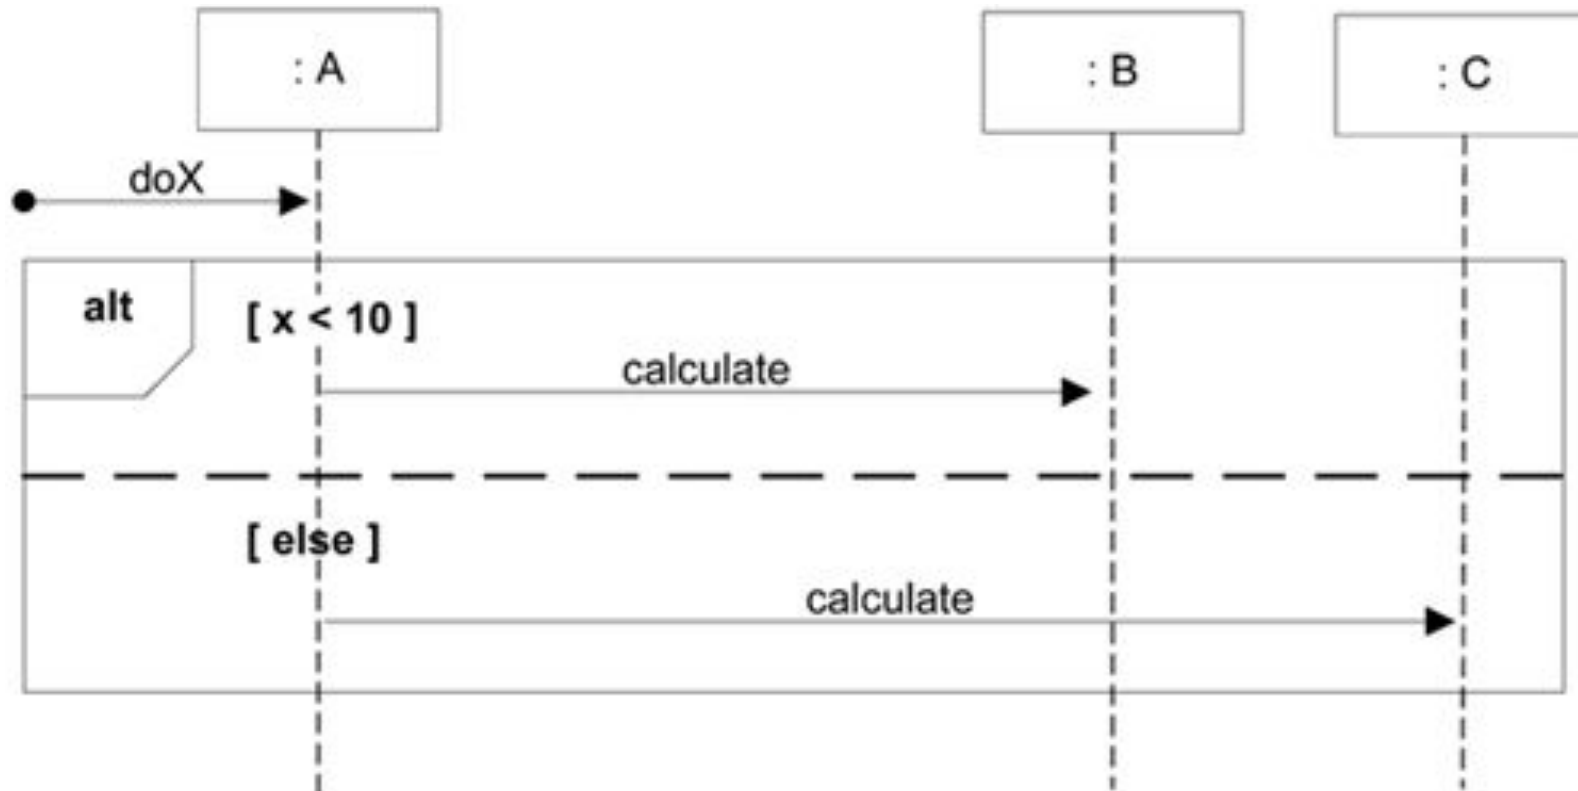 : A
: B
: C
doX
alt
[ x < 10 ]
calculate
[ else ]
calculate